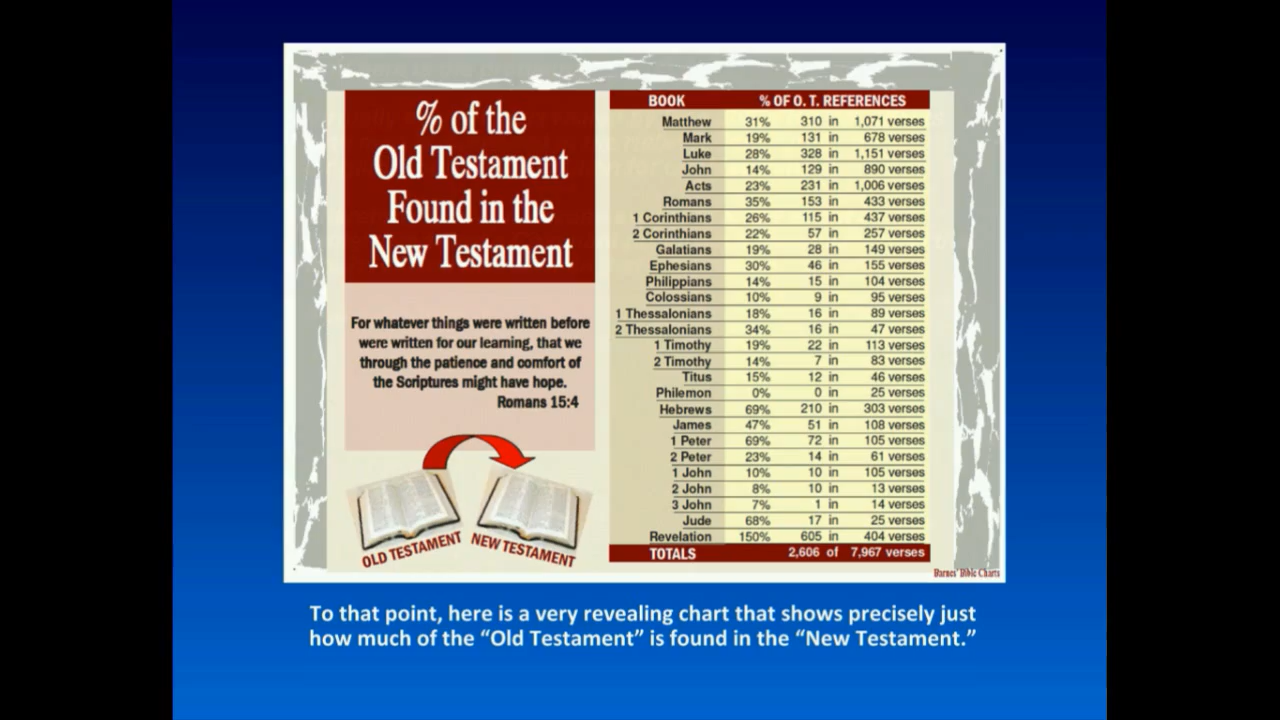 % of the
Old Testament
Found in the
New Testament
For whatever things were written before
were written for our learning, that we
through the patience and comfort of
the Scriptures might have hope.
Romans 15:4
OLD TESTAMENT
NEW TESTAMENT
BOOK % OF O. T. REFERENCES
Matthew 31% 310 in 1,071 verses
Mark 19% 131 in 678 verses
Luke 28% 328 in 1,151 verses
John 14% 129 in 890 verses
Acts 23% 231 in 1,006 verses
Romans 35% 153 in 433 verses
1 Corinthians 26% 115 in 437 verses
2 Corinthians 22% 57 in 257 verses
Galatians 19% 28 in 149 verses
Ephesians 30% 46 in 155 verses
Philippians 14% 15 in 104 verses
Colossians 10% 9 in 95 verses
1 Thessalonians 18% 16 in 89 verses
2 Thessalonians 34% 16 in 47 verses
1 Timothy 19% 22 in 113 verses
2 Timothy 14% 7 in 83 verses
Titus 15% 12 in 46 verses
Philemon 0% 0 in 25 verses
Hebrews 69% 210 in 303 verses
James 47% 51 in 108 verses
1 Peter 69% 72 in 105 verses
2 Peter 23% 14 in 61 verses
1 John 10% 10 in 105 verses
2 John 8% 10 in 13 verses
3 John 7% 1 in 14 verses
Jude 68% 17 in 25 verses
Revelation 150% 605 in 404 verses
TOTALS 2,606 of 7,967 verses
Barnes' Bible Charts
To that point, here is a very revealing chart that shows precisely just
how much of the “Old Testament” is found in the “New Testament.”